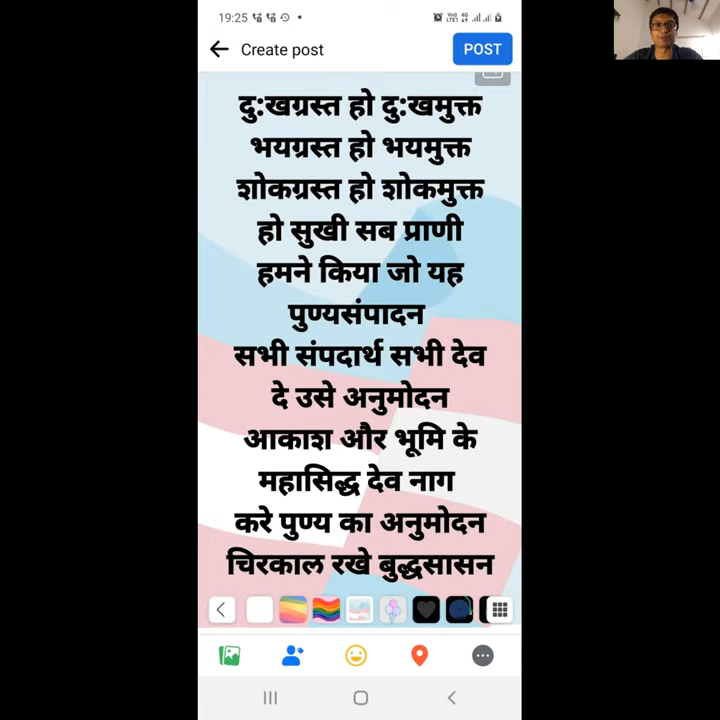 19:25
Create post
POST
दु:खग्रस्त हो दु:खमुक्त
भयग्रस्त हो भयमुक्त
शोकग्रस्त हो शोकमुक्त
हो सुखी सब प्राणी
हमने किया जो यह
पुण्यसंपादन
सभी संपदार्थ सभी देव
दे उसे अनुमोदन
आकाश और भूमि के
महासिद्ध देव नाग
करे पुण्य का अनुमोदन
चिरकाल रखे बुद्धसासन